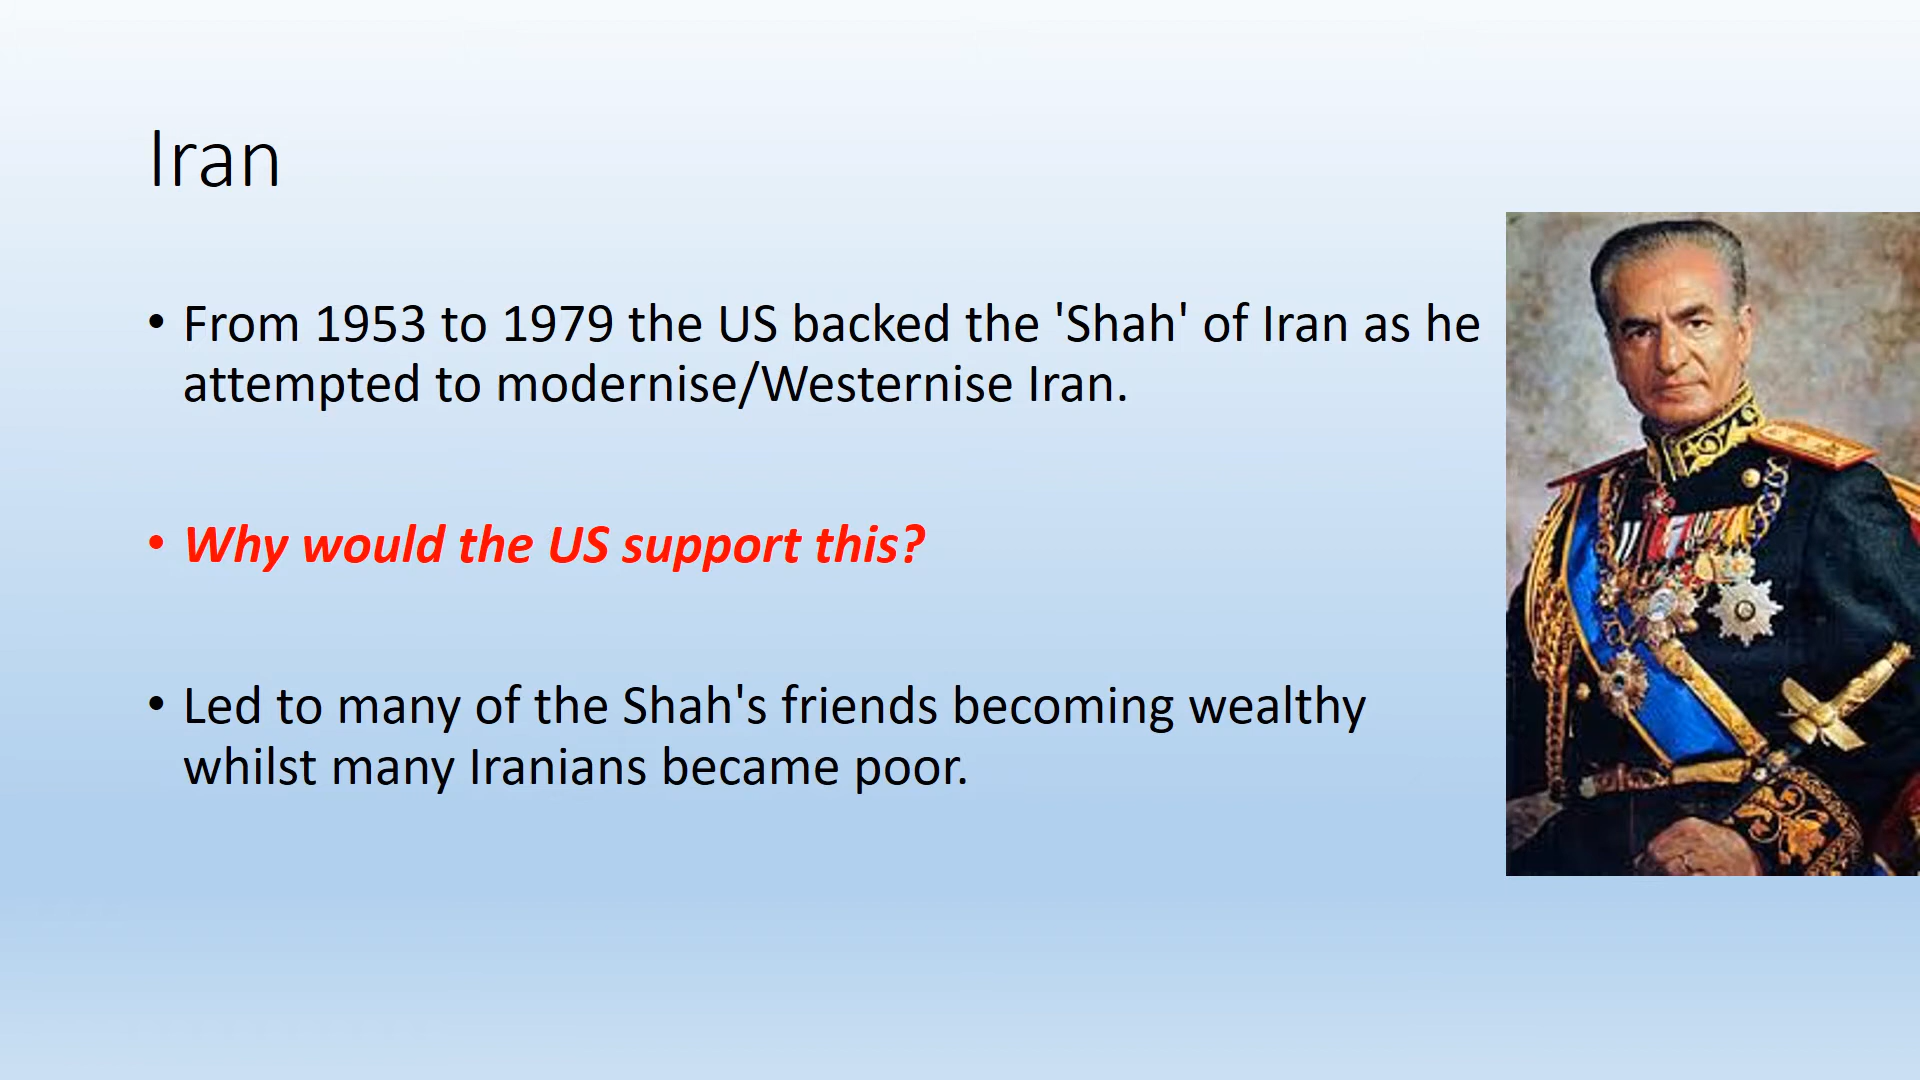 Iran
• From 1953 to 1979 the US backed the 'Shah' of Iran as he
attempted to modernise/Westernise Iran.
• Why would the US support this?
• Led to many of the Shah's friends becoming wealthy
whilst many Iranians became poor.